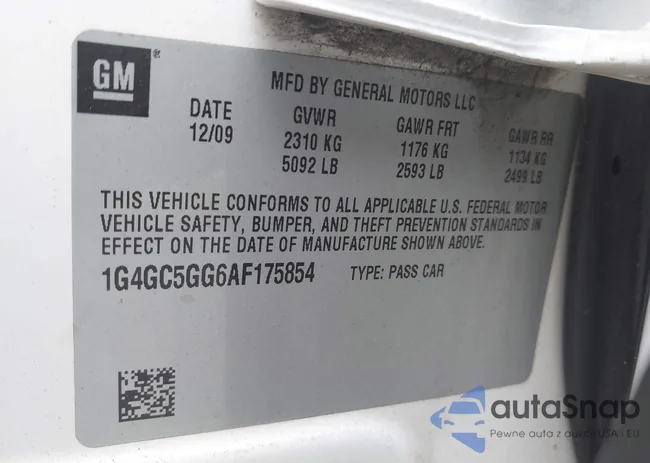 GM®
MFD BY GENERAL MOTORS LLC
DATE GVWR GAWR FRT GAWR RR
12/09 2310 KG 1176 KG 1134 KG
5092 LB 2593 LB 2499 LB
THIS VEHICLE CONFORMS TO ALL APPLICABLE U.S. FEDERAL MOTOR
VEHICLE SAFETY, BUMPER, AND THEFT PREVENTION STANDARDS IN
EFFECT ON THE DATE OF MANUFACTURE SHOWN ABOVE.
1G4GC5GG6AF175854 TYPE: PASS CAR
autoSnap
Pewne auta z aukcji USA i EU